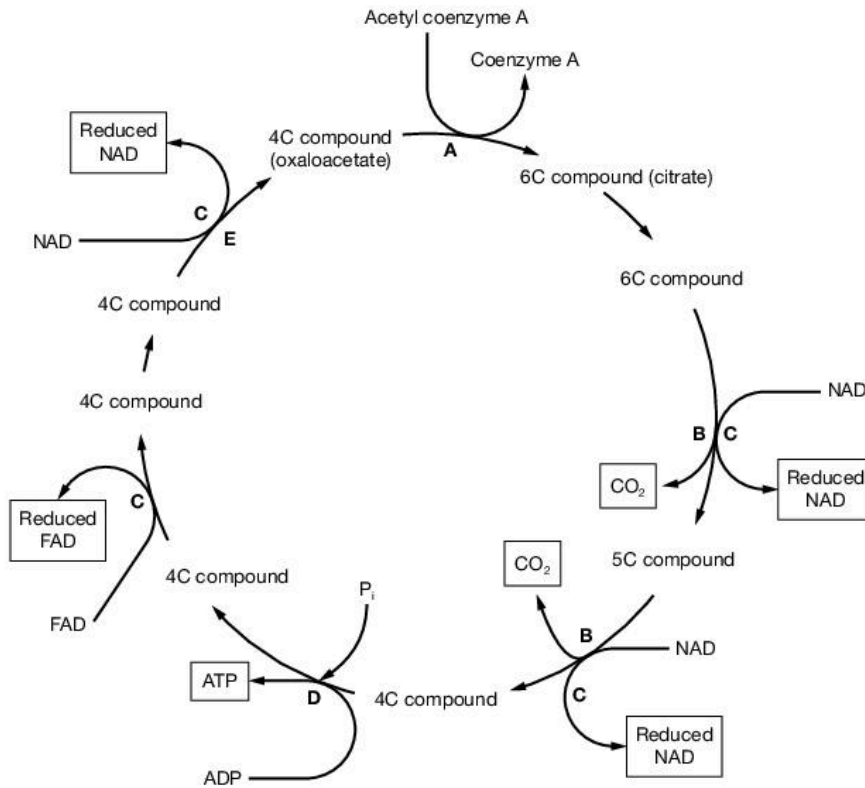 Acetyl coenzyme A
Coenzyme A
Reduced
NAD
4C compound
(oxaloacetate)
A
6C compound (citrate)
C
E
NAD
4C compound
6C compound
4C compound
NAD
B C
CO₂
Reduced
NAD
C
Reduced
FAD
5C compound
CO₂
4C compound
Pᵢ
FAD
B
NAD
ATP
D
4C compound
C
Reduced
NAD
ADP